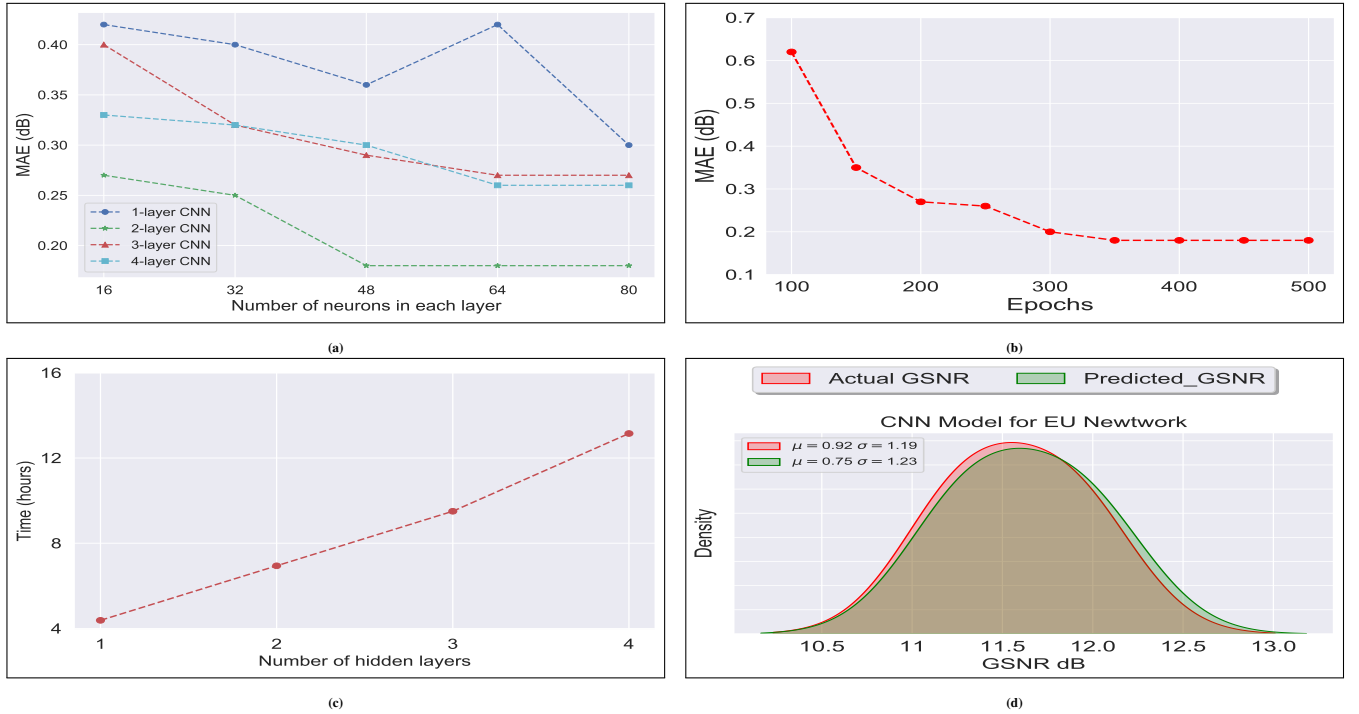 0.40
0.35
0.30
0.25
0.20
MAE (dB)
1-layer CNN
2-layer CNN
3-layer CNN
4-layer CNN
16 32 48 64 80
Number of neurons in each layer
(a)
0.7
0.6
0.5
0.4
0.3
0.2
0.1
MAE (dB)
100 200 300 400 500
Epochs
(b)
16
12
8
4
Time (hours)
1 2 3 4
Number of hidden layers
(c)
Actual GSNR Predicted_GSNR
CNN Model for EU Newtwork
μ = 0.92 σ = 1.19
μ = 0.75 σ = 1.23
Density
10.5 11 11.5 12.0 12.5 13.0
GSNR dB
(d)